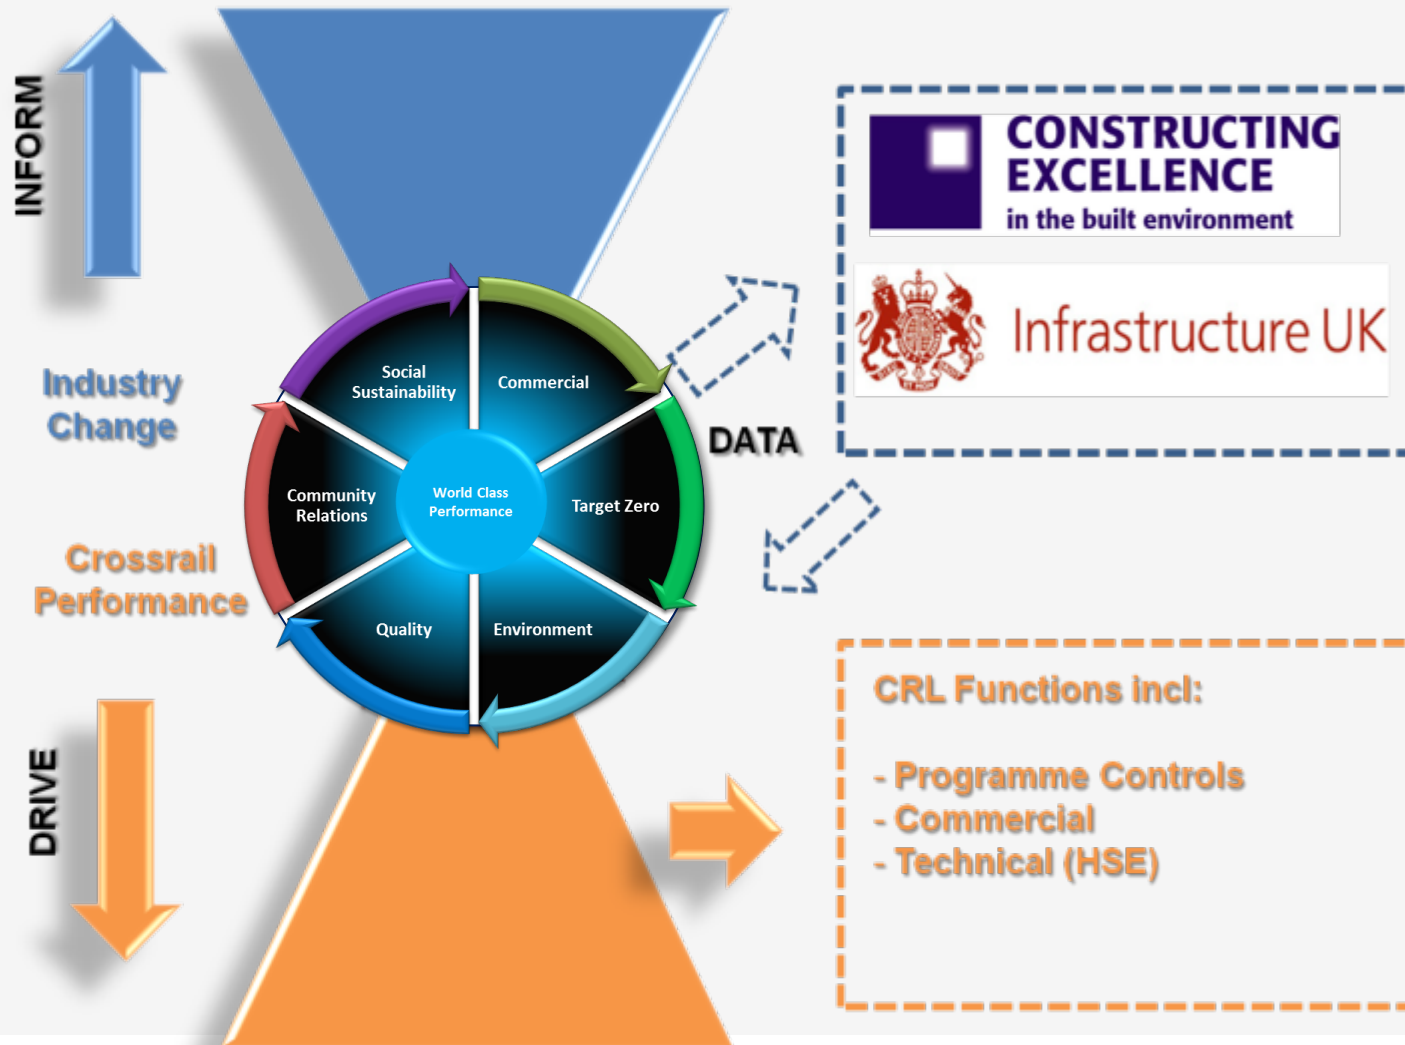 INFORM
Industry
Change
Crossrail
Performance
DRIVE
Social
Sustainability
Commercial
Community
Relations
World Class
Performance
Target Zero
Quality
Environment
DATA
CONSTRUCTING
EXCELLENCE
in the built environment
Infrastructure UK
CRL Functions incl:
- Programme Controls
- Commercial
- Technical (HSE)